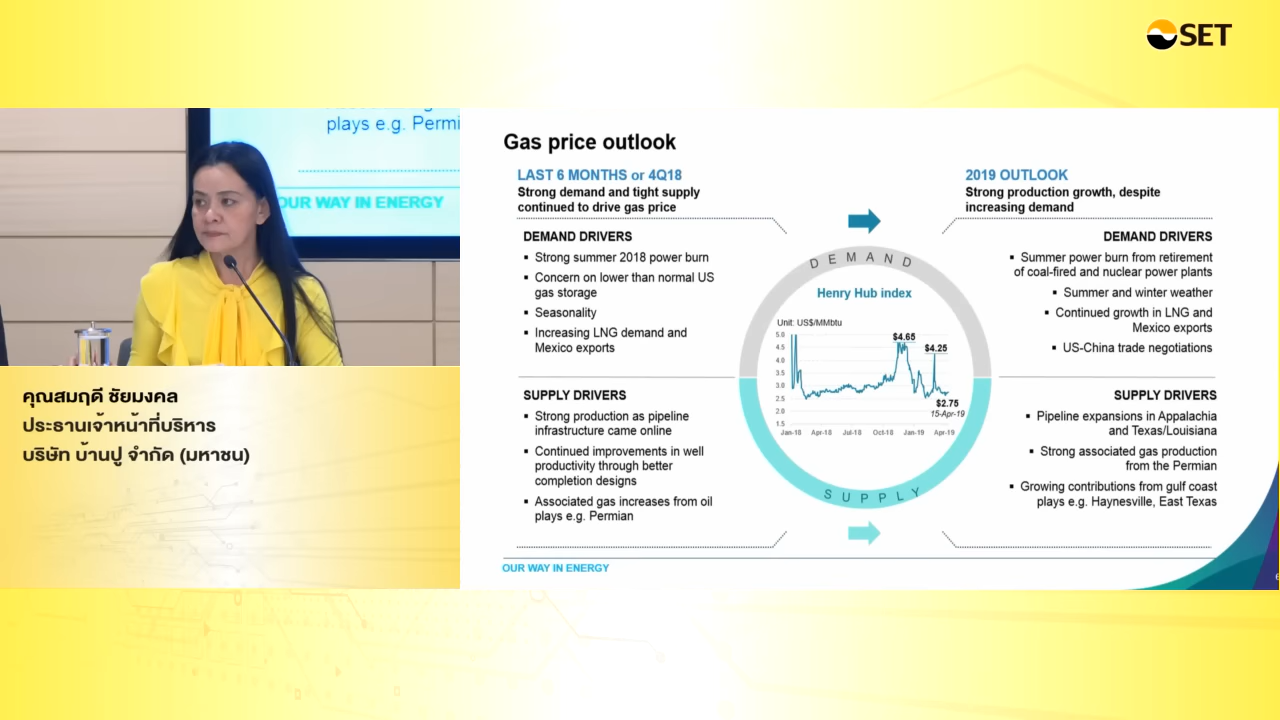 SET
plays e.g. Permi
OUR WAY IN ENERGY
คุณสมฤดี ชัยมงคล
ประธานเจ้าหน้าที่บริหาร
บริษัท บ้านปู จำกัด (มหาชน)
Gas price outlook
LAST 6 MONTHS or 4Q18
Strong demand and tight supply
continued to drive gas price
DEMAND DRIVERS
▪ Strong summer 2018 power burn
▪ Concern on lower than normal US
gas storage
▪ Seasonality
▪ Increasing LNG demand and
Mexico exports
SUPPLY DRIVERS
▪ Strong production as pipeline
infrastructure came online
▪ Continued improvements in well
productivity through better
completion designs
▪ Associated gas increases from oil
plays e.g. Permian
DEMAND
Henry Hub index
Unit: US$/MMbtu
5.0
4.5
4.0
3.5
3.0
2.5
2.0
1.5
$4.65
$4.25
$2.75
15-Apr-19
Jan-18 Apr-18 Jul-18 Oct-18 Jan-19 Apr-19
SUPPLY
2019 OUTLOOK
Strong production growth, despite
increasing demand
DEMAND DRIVERS
▪ Summer power burn from retirement
of coal-fired and nuclear power plants
▪ Summer and winter weather
▪ Continued growth in LNG and
Mexico exports
▪ US-China trade negotiations
SUPPLY DRIVERS
▪ Pipeline expansions in Appalachia
and Texas/Louisiana
▪ Strong associated gas production
from the Permian
▪ Growing contributions from gulf coast
plays e.g. Haynesville, East Texas
OUR WAY IN ENERGY